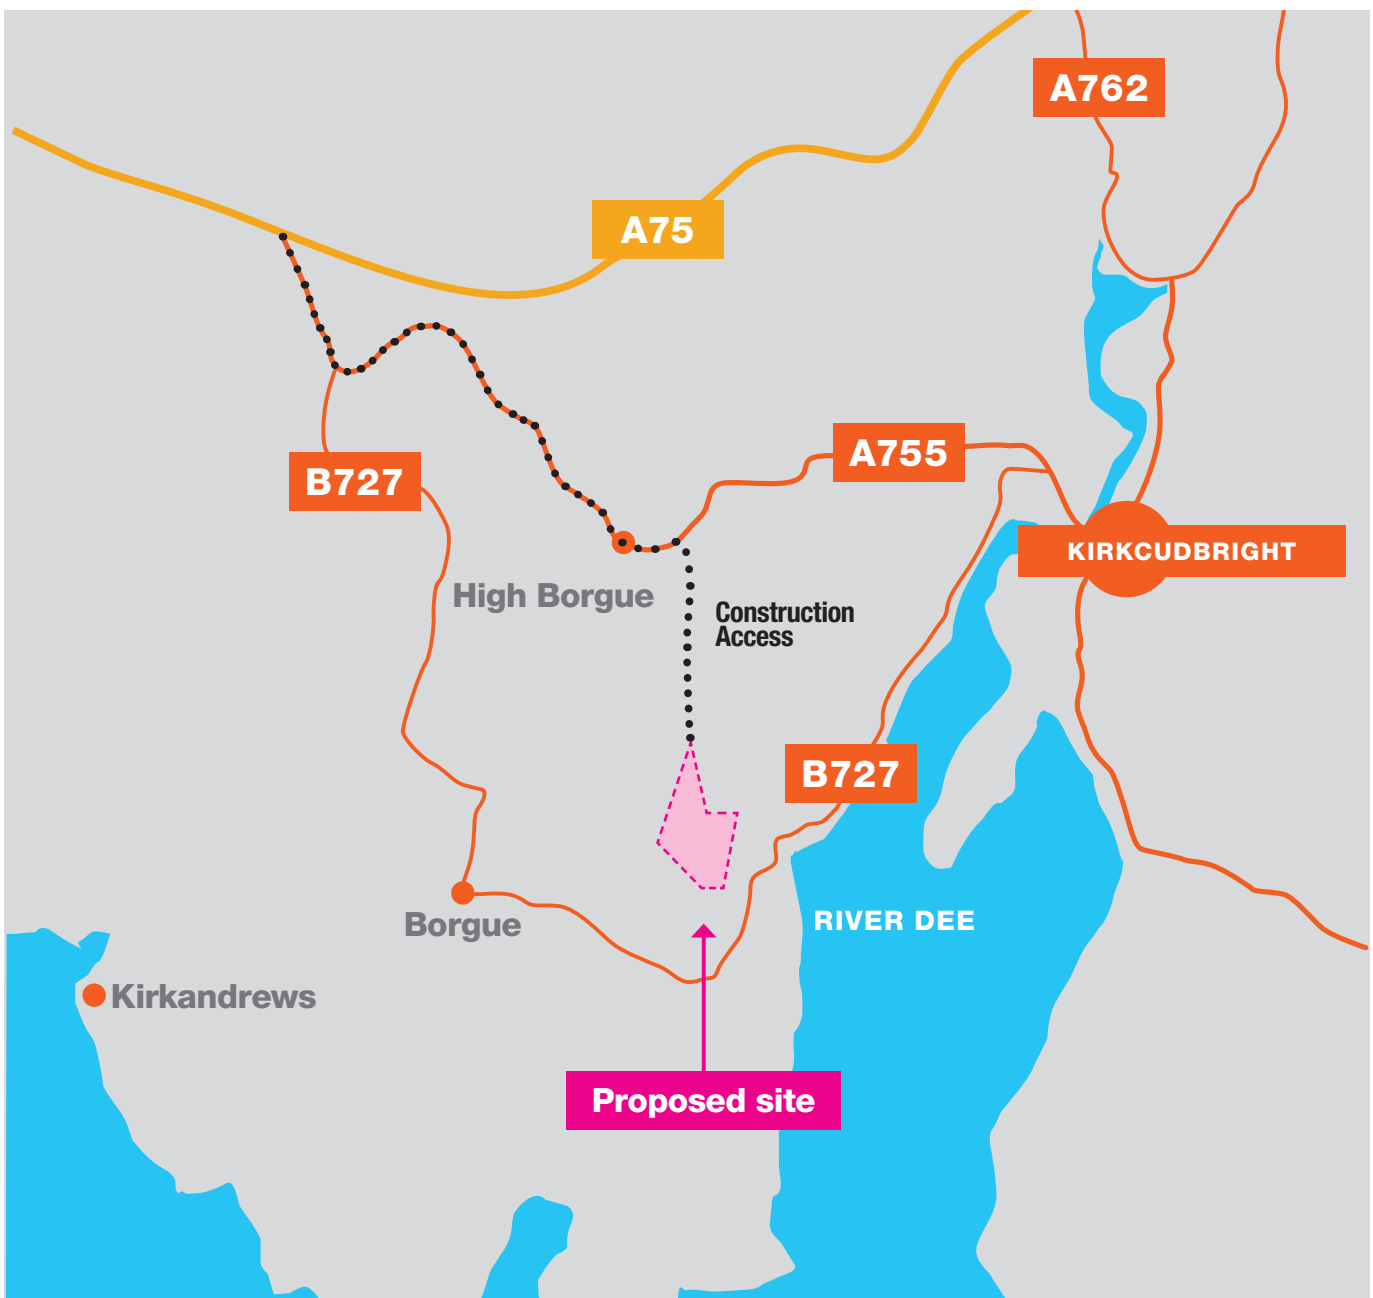 A762
A75
A755
B727
KIRKCUDBRIGHT
High Borgue
Construction
Access
B727
RIVER DEE
Borgue
Kirkandrews
Proposed site